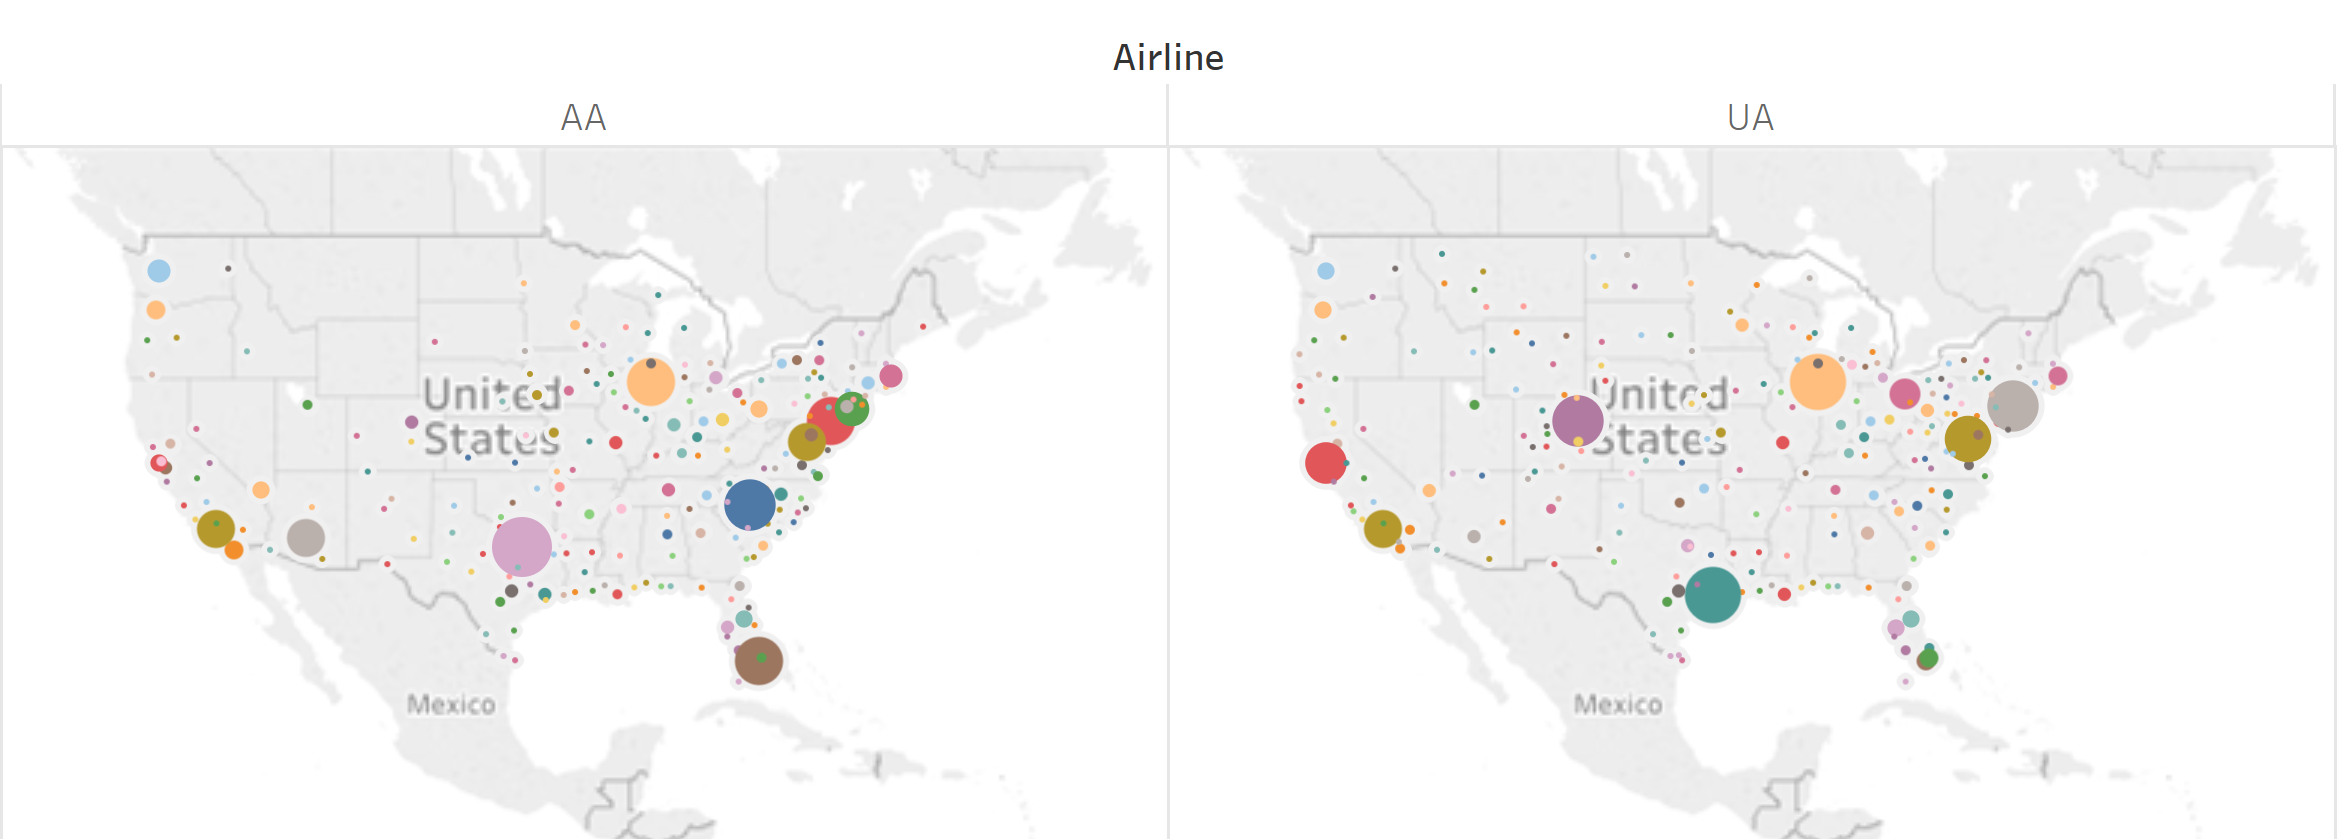 Airline
AA
UA
United
States
United
States
Mexico
Mexico